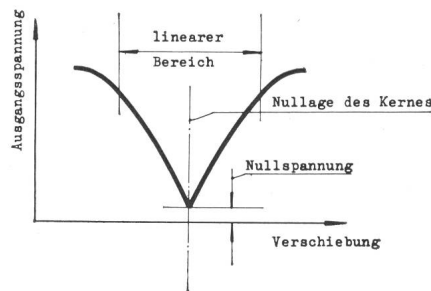 Ausgangsspannung
linearer
Bereich
Nullage des Kernes
Nullspannung
Verschiebung